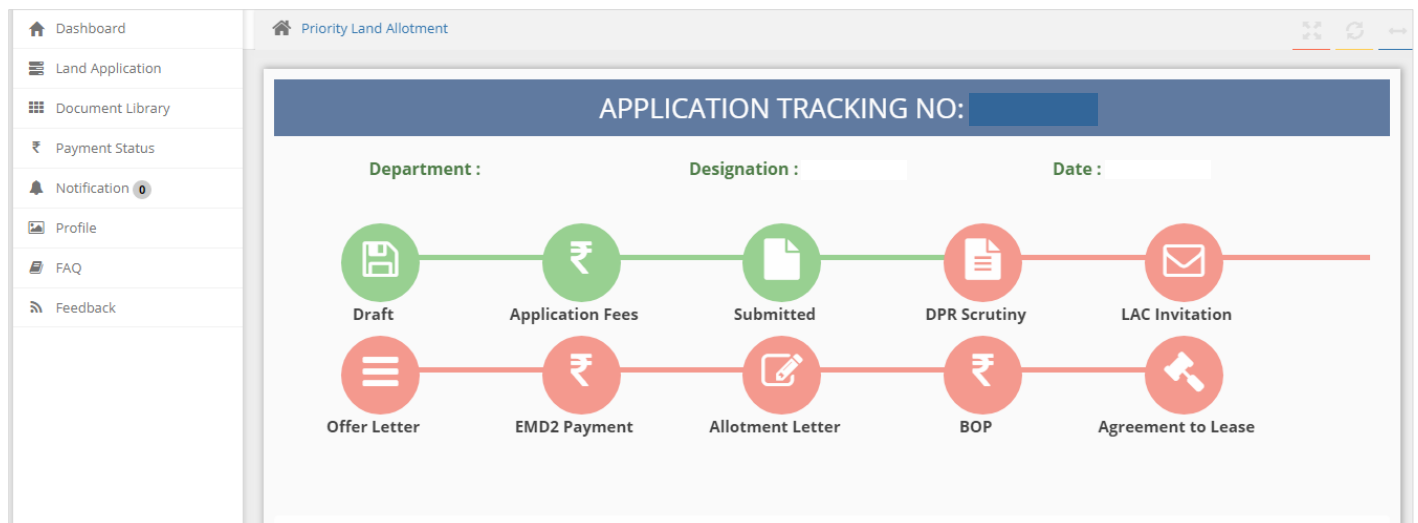 Dashboard
Land Application
Document Library
₹ Payment Status
Notification 0
Profile
FAQ
Feedback
Priority Land Allotment
APPLICATION TRACKING NO:
Department : Designation : Date :
₹
Draft Application Fees Submitted DPR Scrutiny LAC Invitation
₹ ₹
Offer Letter EMD2 Payment Allotment Letter BOP Agreement to Lease